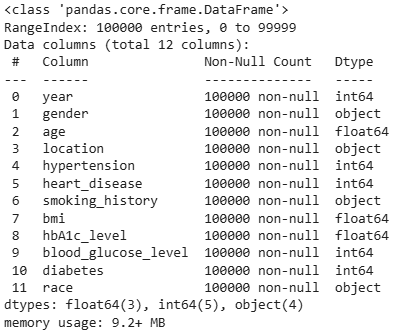 <class 'pandas.core.frame.DataFrame'>
RangeIndex: 100000 entries, 0 to 99999
Data columns (total 12 columns):
 #   Column               Non-Null Count   Dtype
---  ------               --------------   -----
 0   year                 100000 non-null  int64
 1   gender               100000 non-null  object
 2   age                  100000 non-null  float64
 3   location             100000 non-null  object
 4   hypertension         100000 non-null  int64
 5   heart_disease        100000 non-null  int64
 6   smoking_history      100000 non-null  object
 7   bmi                  100000 non-null  float64
 8   hbA1c_level          100000 non-null  float64
 9   blood_glucose_level  100000 non-null  int64
 10  diabetes             100000 non-null  int64
 11  race                 100000 non-null  object
dtypes: float64(3), int64(5), object(4)
memory usage: 9.2+ MB